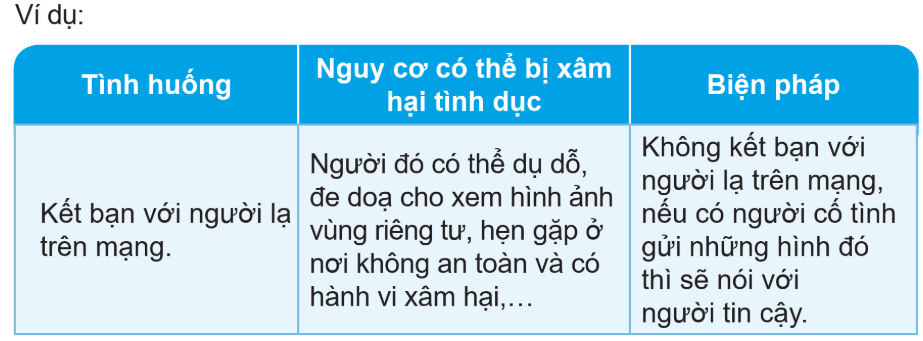 Ví dụ:
Tình huống
Nguy cơ có thể bị xâm
hại tình dục
Biện pháp
Kết bạn với người lạ
trên mạng.
Người đó có thể dụ dỗ,
đe doạ cho xem hình ảnh
vùng riêng tư, hẹn gặp ở
nơi không an toàn và có
hành vi xâm hại,...
Không kết bạn với
người lạ trên mạng,
nếu có người cố tình
gửi những hình đó
thì sẽ nói với
người tin cậy.